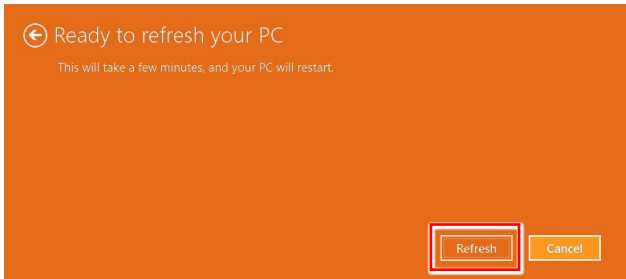 Ready to refresh your PC
This will take a few minutes, and your PC will restart.
Refresh Cancel